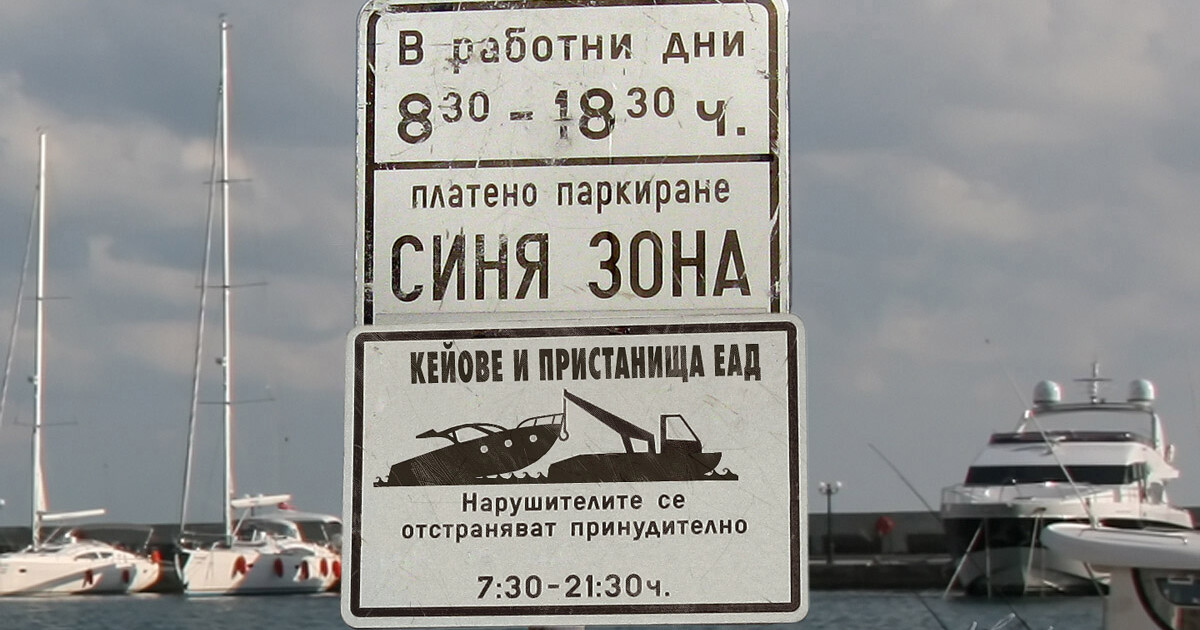 В работни дни
8³⁰ - 18³⁰ ч.
платено паркиране
СИНЯ ЗОНА
КЕЙОВЕ И ПРИСТАНИЩА ЕАД
Нарушителите се
отстраняват принудително
7:30-21:30ч.